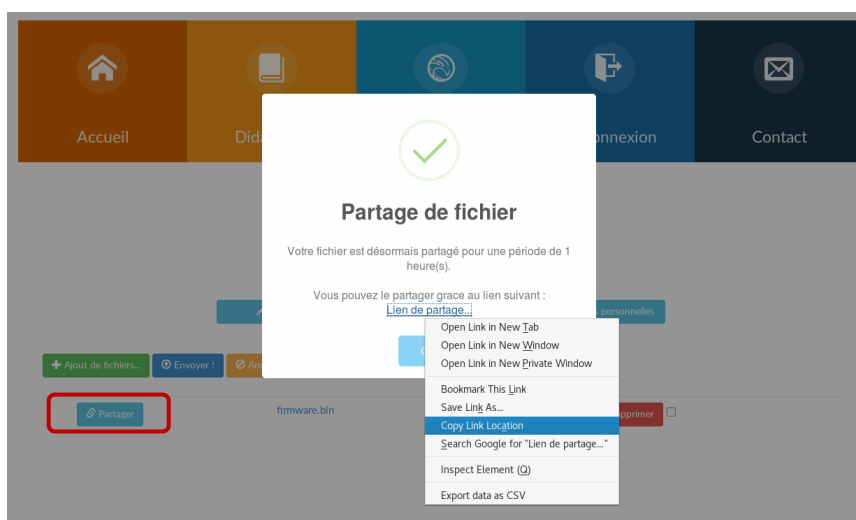 Accueil
Contact
Partage de fichier
Votre fichier est désormais partagé pour une période de 1
heure(s).
Vous pouvez le partager grace au lien suivant :
Lien de partage...
personnelles
Open Link in New Tab
Open Link in New Window
Open Link in New Private Window
Ajout de fichiers...
Envoyer !
Bookmark This Link
Save Link As...
Partager
firmware.bin
Copy Link Location
Search Google for "Lien de partage..."
Inspect Element (Q)
Export data as CSV